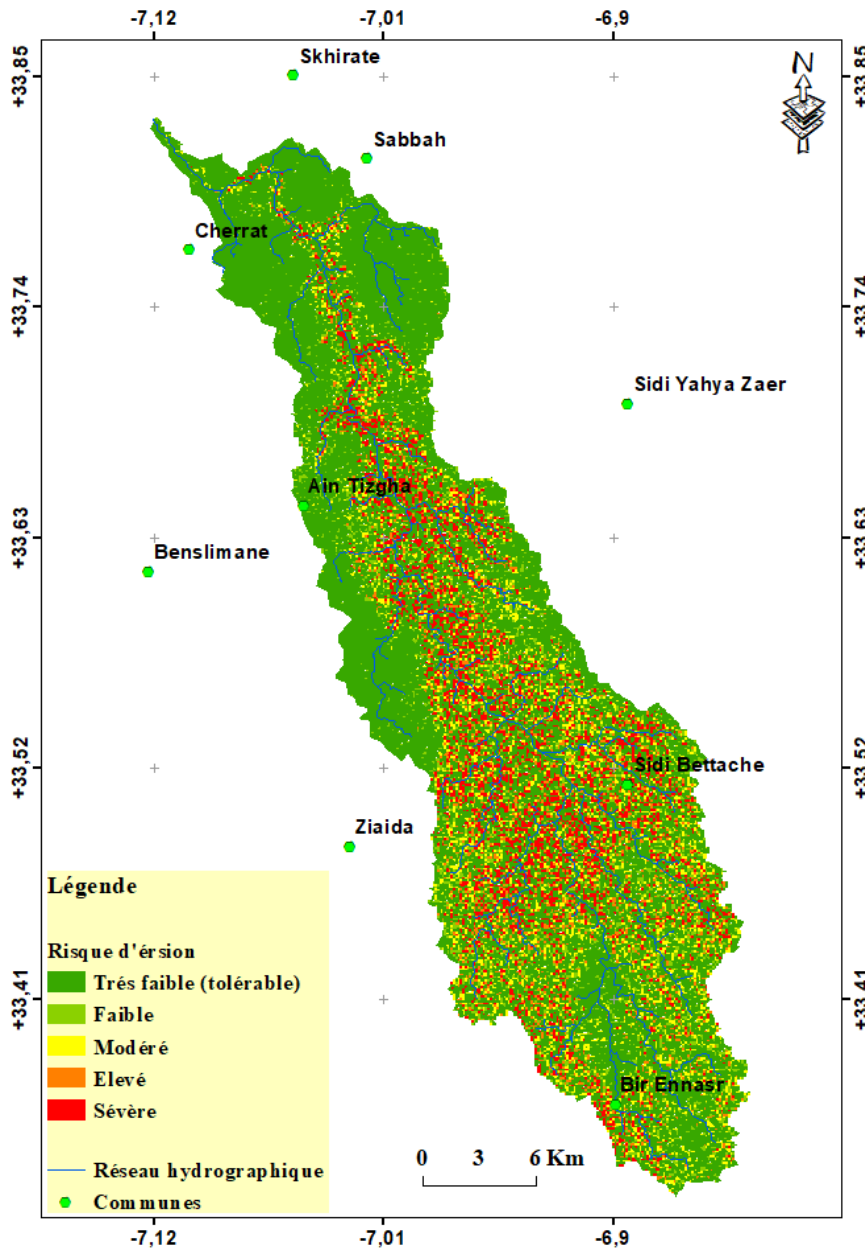 -7,12 -7,01 -6,9
+33,85 +33,85
Skhirate
N
Sabbah
Cherrat
+33,74 +33,74
Sidi Yahya Zaer
Ain Tizgha
+33,63 +33,63
Benslimane
+33,52 +33,52
Sidi Bettache
Ziaida
Légende
Risque d'érsion
Trés faible (tolérable)
+33,41 +33,41
Faible
Modéré
Elevé
Bir Ennasr
Sévère
0 3 6 Km
Réseau hydrographique
Communes
-7,12 -7,01 -6,9